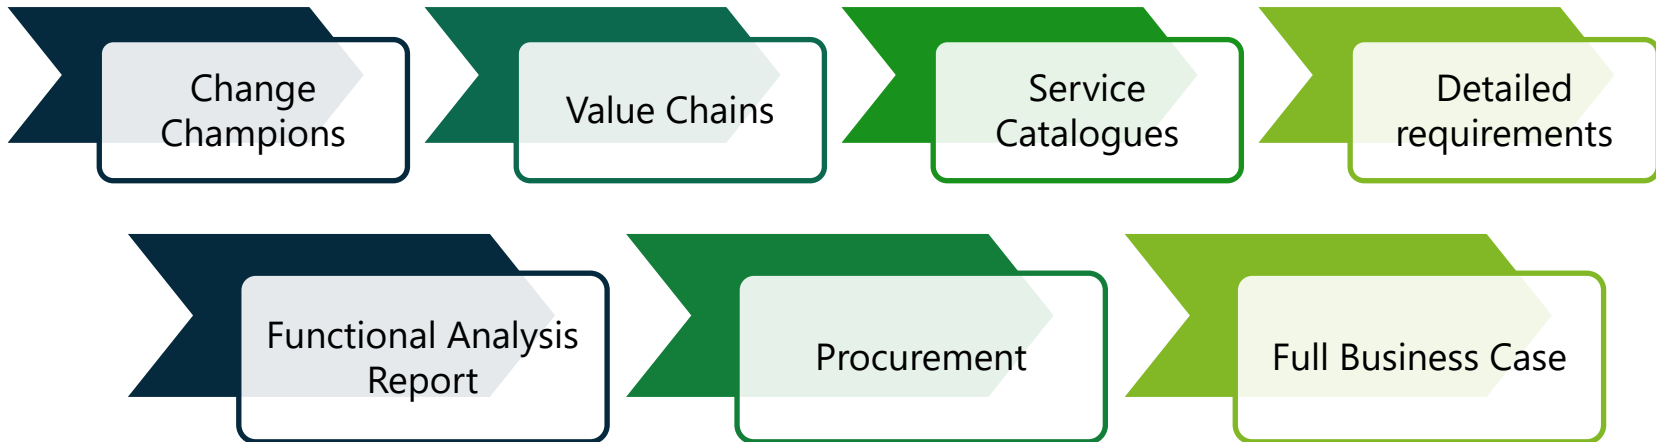 Change
Champions
Value Chains
Service
Catalogues
Detailed
requirements
Functional Analysis
Report
Procurement
Full Business Case